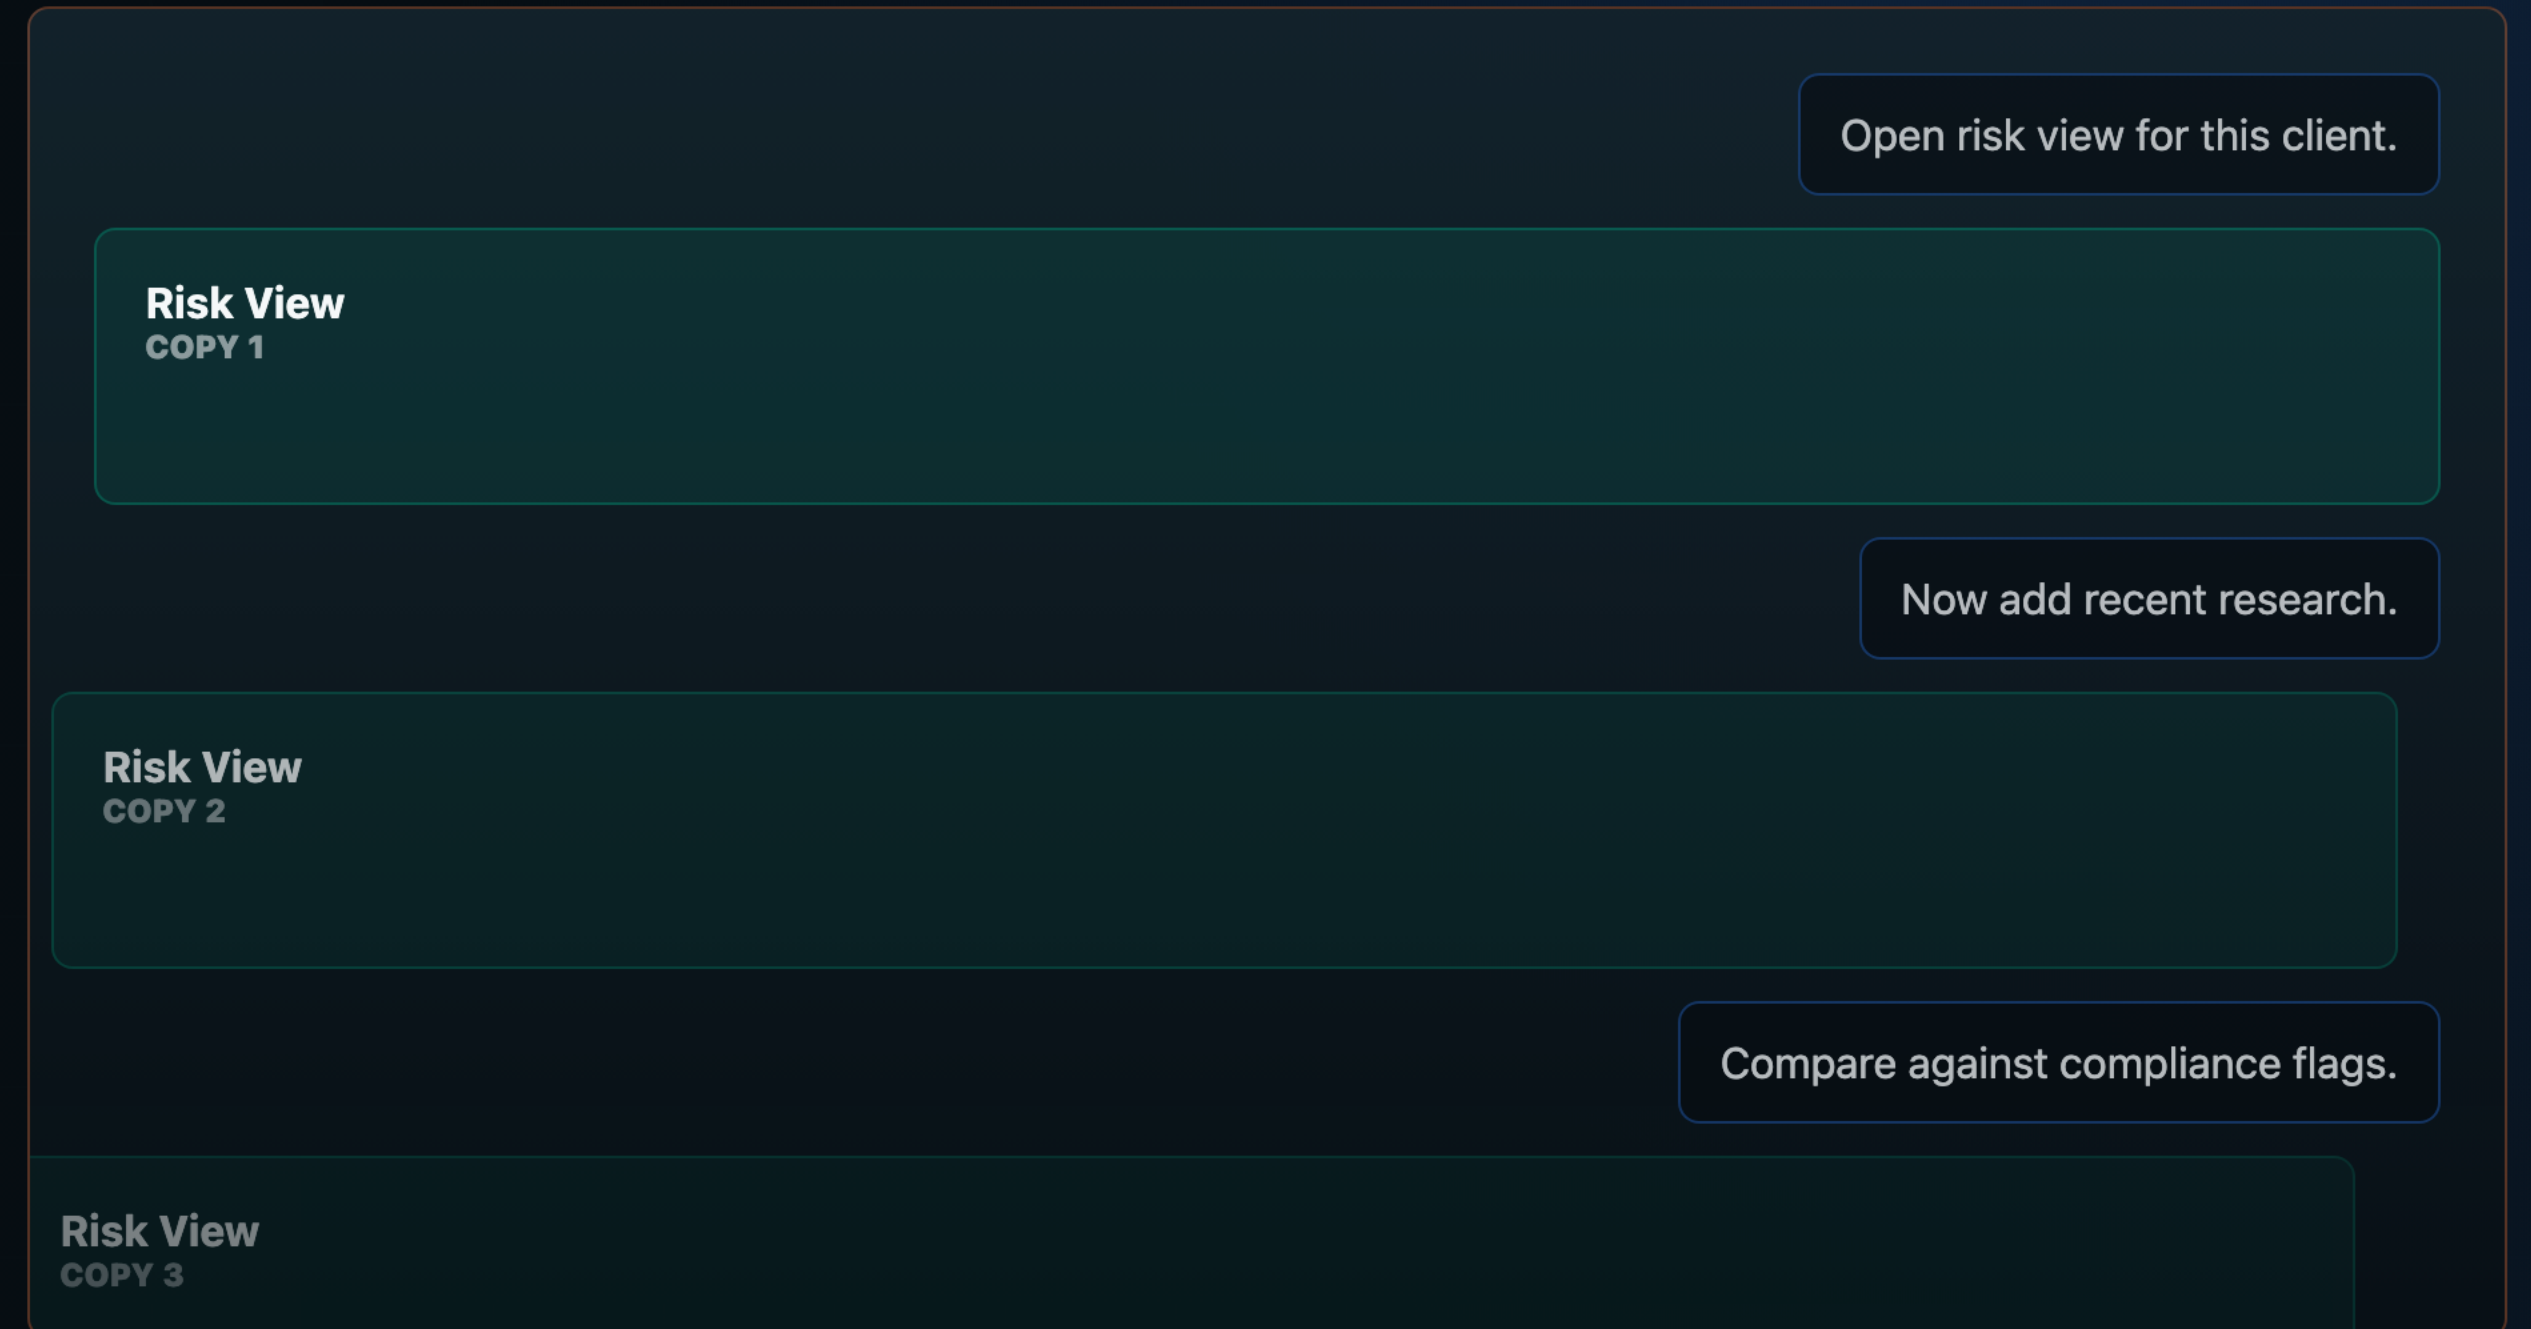 Open risk view for this client.
Risk View
COPY 1
Now add recent research.
Risk View
COPY 2
Compare against compliance flags.
Risk View
COPY 3